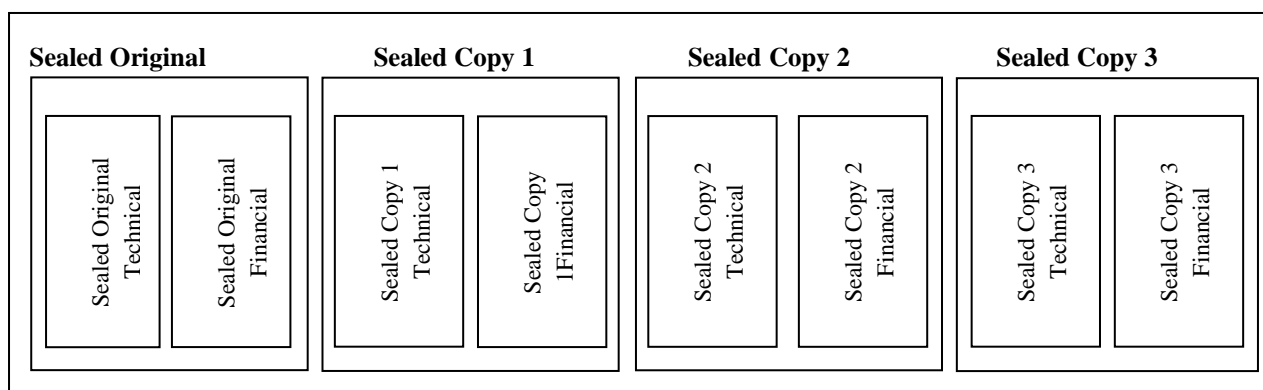 Sealed Original
Sealed Copy 1
Sealed Copy 2
Sealed Copy 3
Sealed Original
Technical
Sealed Original
Financial
Sealed Copy 1
Technical
Sealed Copy
1Financial
Sealed Copy 2
Technical
Sealed Copy 2
Financial
Sealed Copy 3
Technical
Sealed Copy 3
Financial